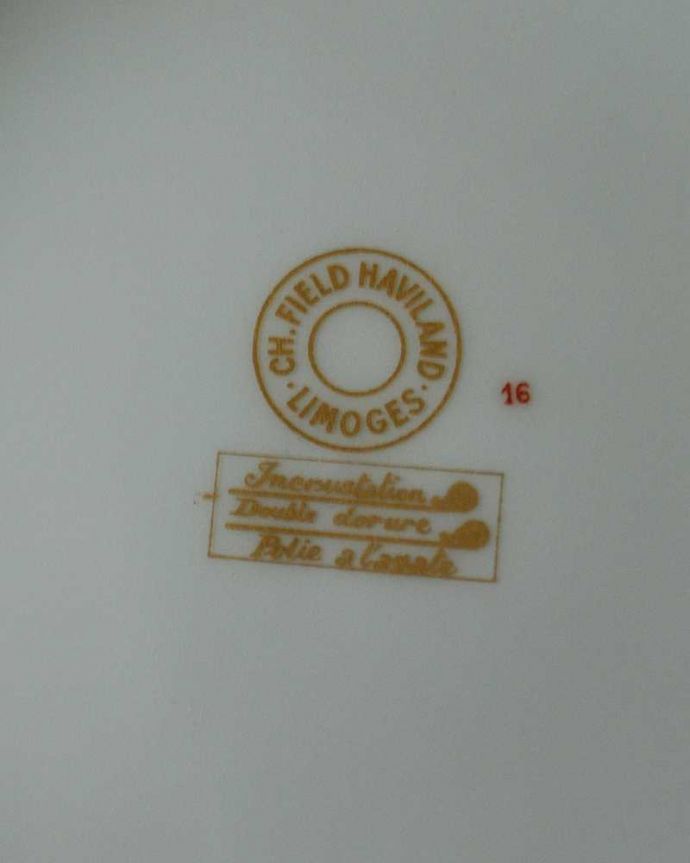 CH. FIELD HAVILAND
· LIMOGES ·
16
Incrustation
Double dorure
Polie a l'agate